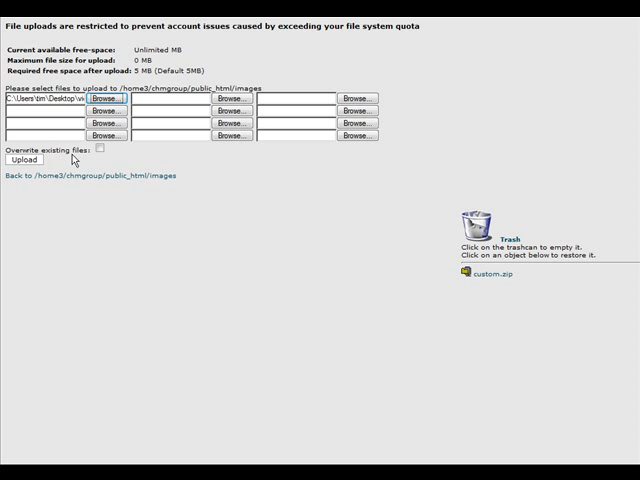 File uploads are restricted to prevent account issues caused by exceeding your file system quota
Current available free-space: Unlimited MB
Maximum file size for upload: 0 MB
Required free space after upload: 5 MB (Default 5MB)
Please select files to upload to /home3/chmgroup/public_html/images
C:\Users\tim\Desktop\vi Browse... Browse... Browse...
Browse... Browse... Browse...
Browse... Browse... Browse...
Browse... Browse... Browse...
Overwrite existing files:
Upload
Back to /home3/chmgroup/public_html/images
Trash
Click on the trashcan to empty it.
Click on an object below to restore it.
custom.zip